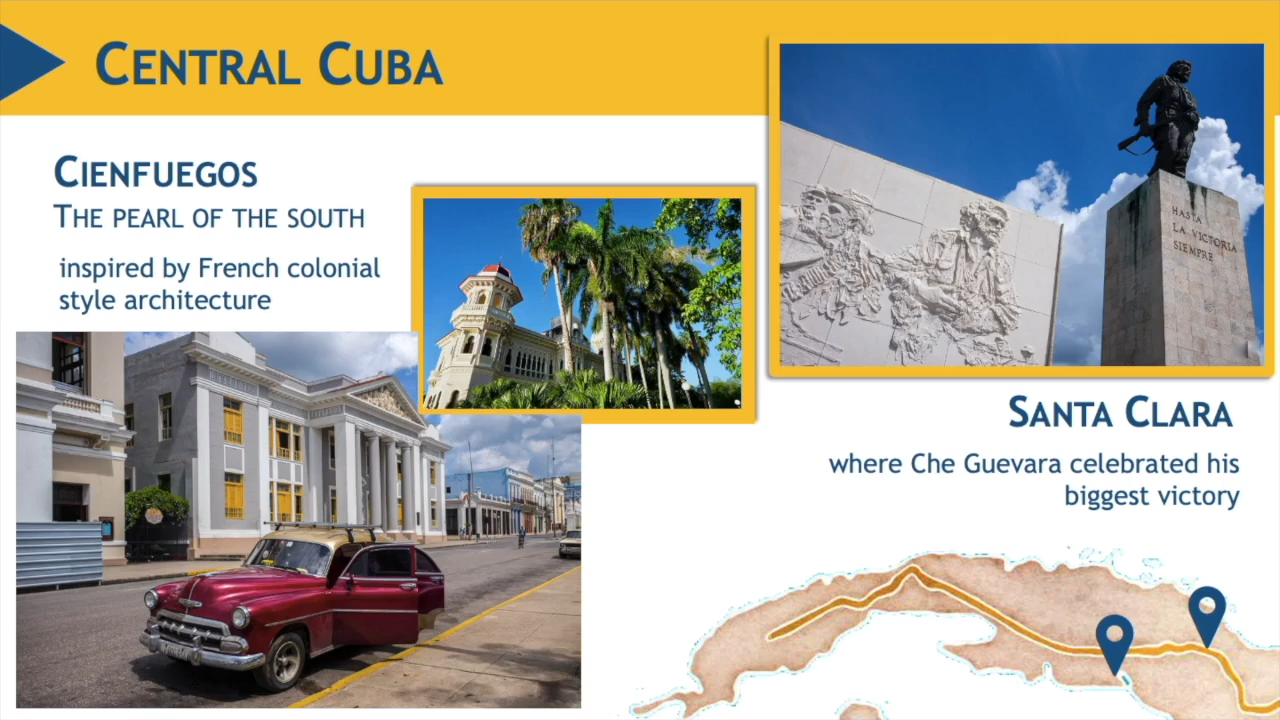 CENTRAL CUBA
CIENFUEGOS
THE PEARL OF THE SOUTH
inspired by French colonial
style architecture
HASTA
LA VICTORIA
SIEMPRE
SANTA CLARA
where Che Guevara celebrated his
biggest victory